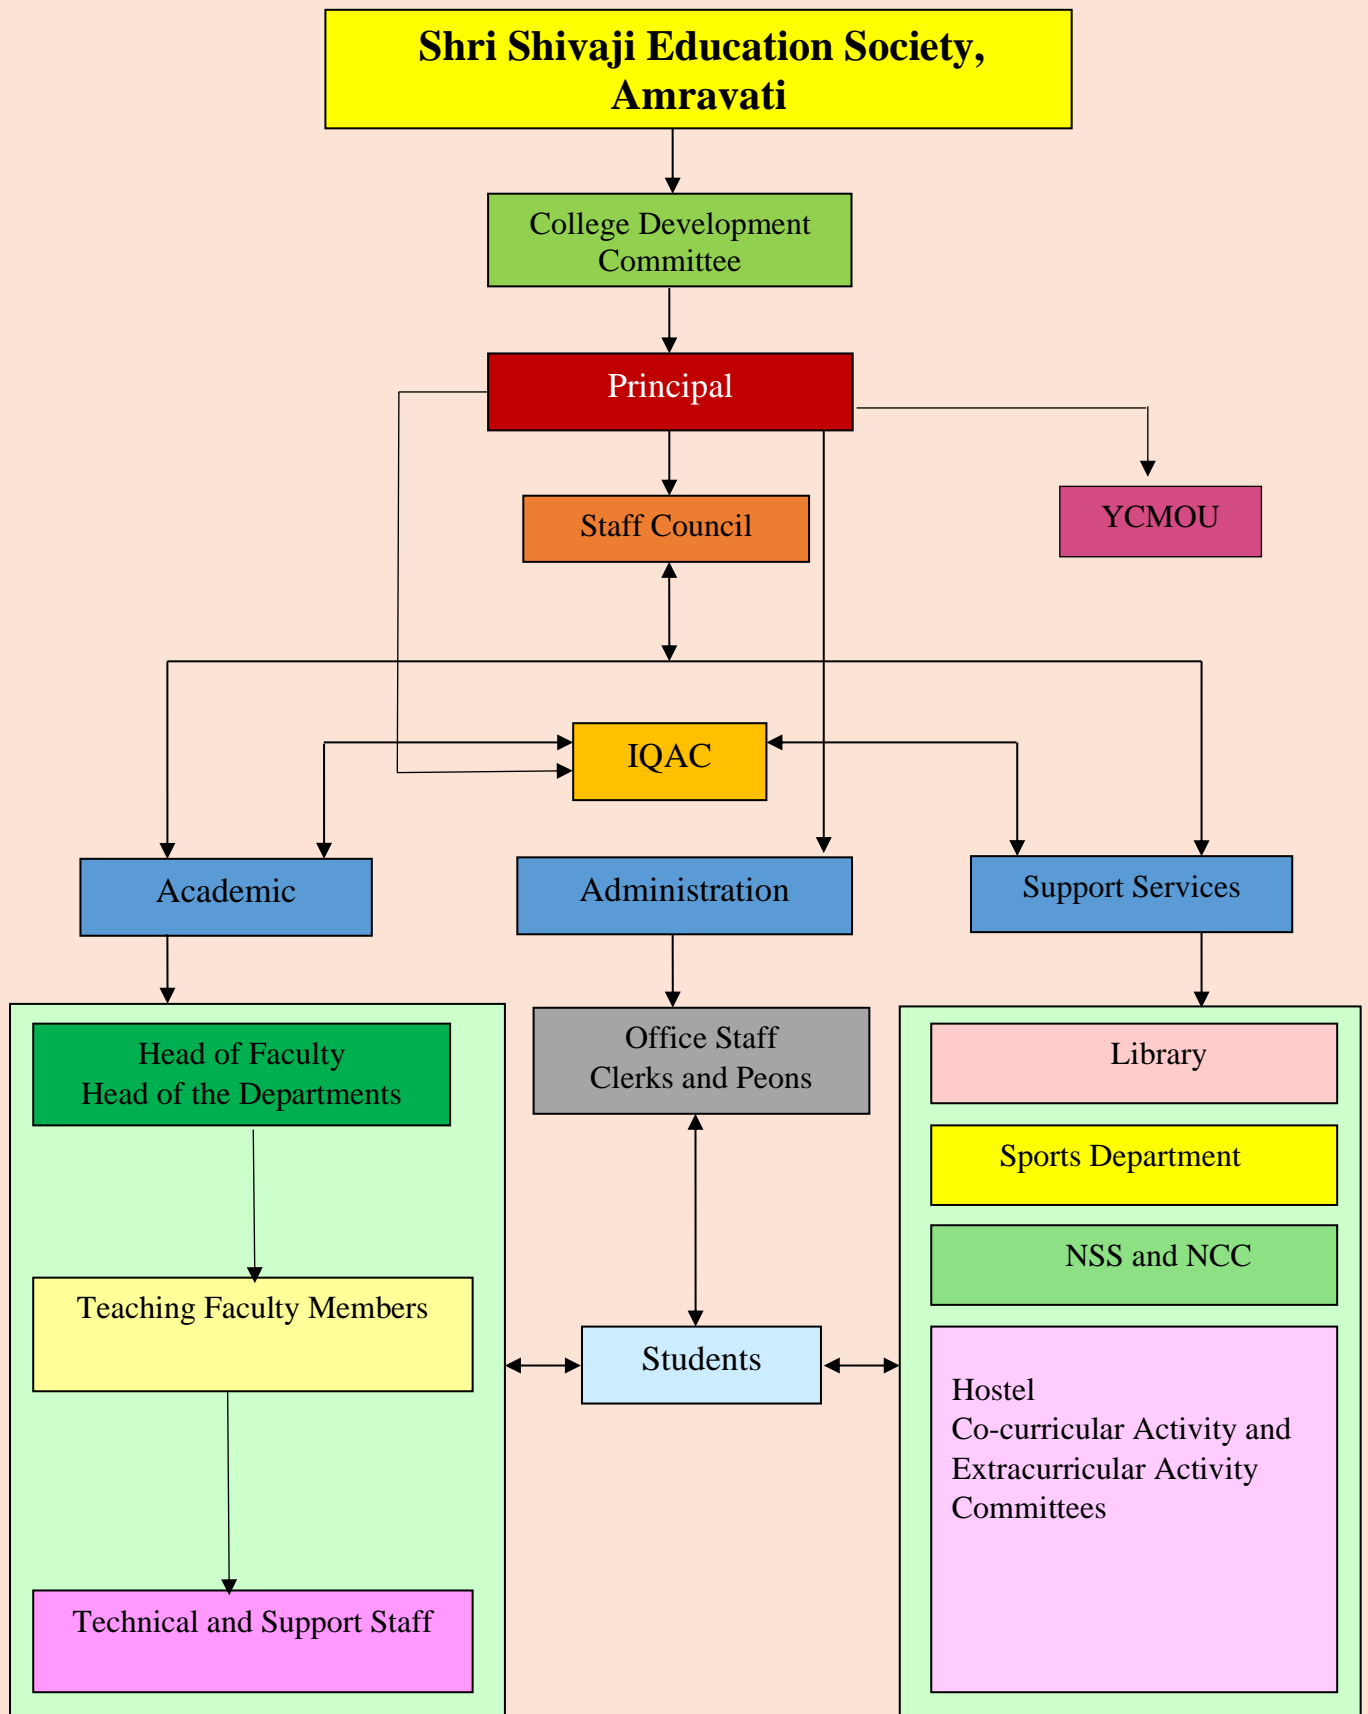 Shri Shivaji Education Society,
Amravati
College Development
Committee
Principal
Staff Council
YCMOU
IQAC
Academic
Administration
Support Services
Head of Faculty
Head of the Departments
Teaching Faculty Members
Technical and Support Staff
Office Staff
Clerks and Peons
Students
Library
Sports Department
NSS and NCC
Hostel
Co-curricular Activity and
Extracurricular Activity
Committees